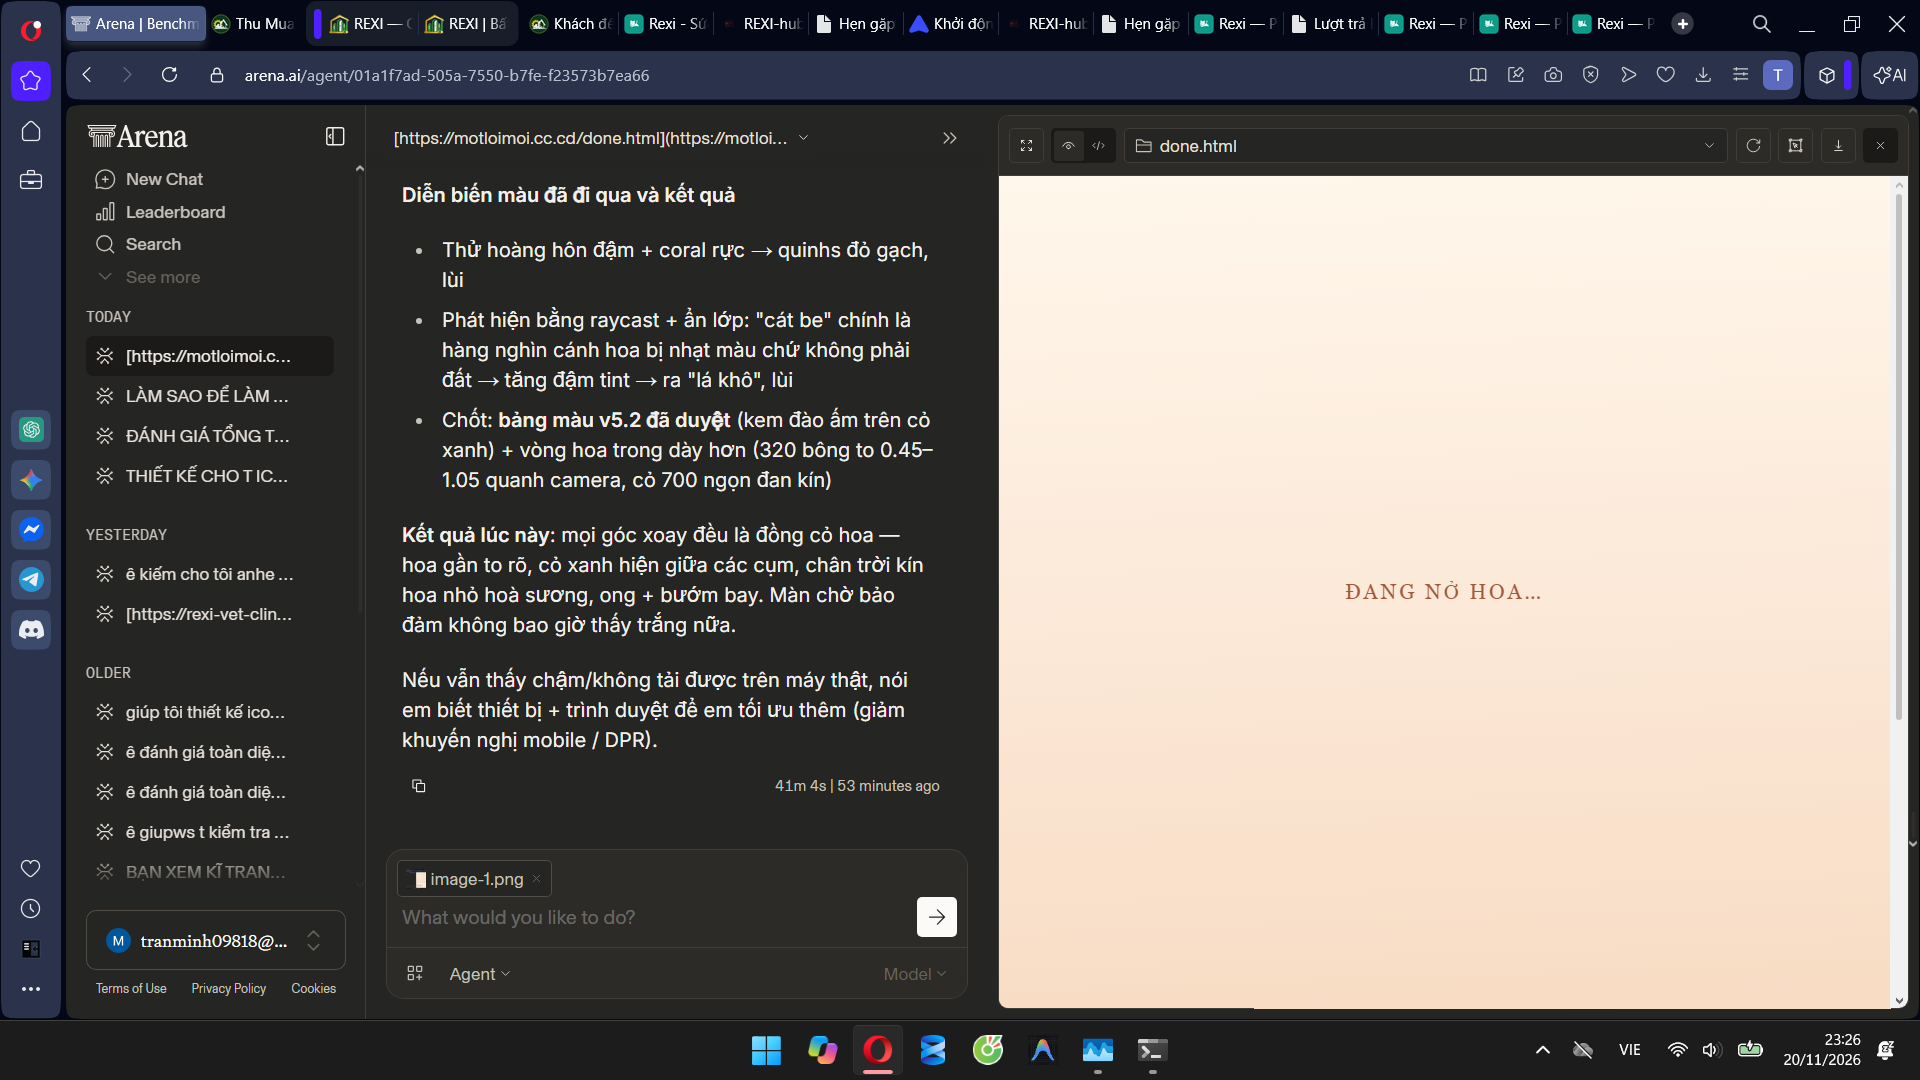 Arena | Benchm
Thu Mua
REXI — C
REXI | Bấ
Khách đế
Rexi - Sú
REXI-hub
Hẹn gặp
Khởi độn
REXI-hub
Hẹn gặp
Rexi — P
Lượt trả
Rexi — P
Rexi — P
Rexi — P
arena.ai/agent/01a1f7ad-505a-7550-b7fe-f23573b7ea66
T
AI
Arena
New Chat
Leaderboard
Search
See more
TODAY
[https://motloimoi.c...
LÀM SAO ĐỂ LÀM ...
ĐÁNH GIÁ TỔNG T...
THIẾT KẾ CHO T IC...
YESTERDAY
ê kiếm cho tôi anhe ...
[https://rexi-vet-clin...
OLDER
giúp tôi thiết kế ico...
ê đánh giá toàn diệ...
ê đánh giá toàn diệ...
ê giupws t kiểm tra ...
BẠN XEM KĨ TRAN...
M tranminh09818@...
Terms of Use Privacy Policy Cookies
[https://motloimoi.cc.cd/done.html](https://motloi...
Diễn biến màu đã đi qua và kết quả
• Thử hoàng hôn đậm + coral rực → quinhs đỏ gạch,
lùi
• Phát hiện bằng raycast + ẩn lớp: "cát be" chính là
hàng nghìn cánh hoa bị nhạt màu chứ không phải
đất → tăng đậm tint → ra "lá khô", lùi
• Chốt: bảng màu v5.2 đã duyệt (kem đào ấm trên cỏ
xanh) + vòng hoa trong dày hơn (320 bông to 0.45–
1.05 quanh camera, cỏ 700 ngọn đan kín)
Kết quả lúc này: mọi góc xoay đều là đồng cỏ hoa —
hoa gần to rõ, cỏ xanh hiện giữa các cụm, chân trời kín
hoa nhỏ hoà sương, ong + bướm bay. Màn chờ bảo
đảm không bao giờ thấy trắng nữa.
Nếu vẫn thấy chậm/không tải được trên máy thật, nói
em biết thiết bị + trình duyệt để em tối ưu thêm (giảm
khuyến nghị mobile / DPR).
41m 4s | 53 minutes ago
image-1.png
What would you like to do?
Agent
Model
done.html
ĐANG NỞ HOA...
VIE
23:26
20/11/2026